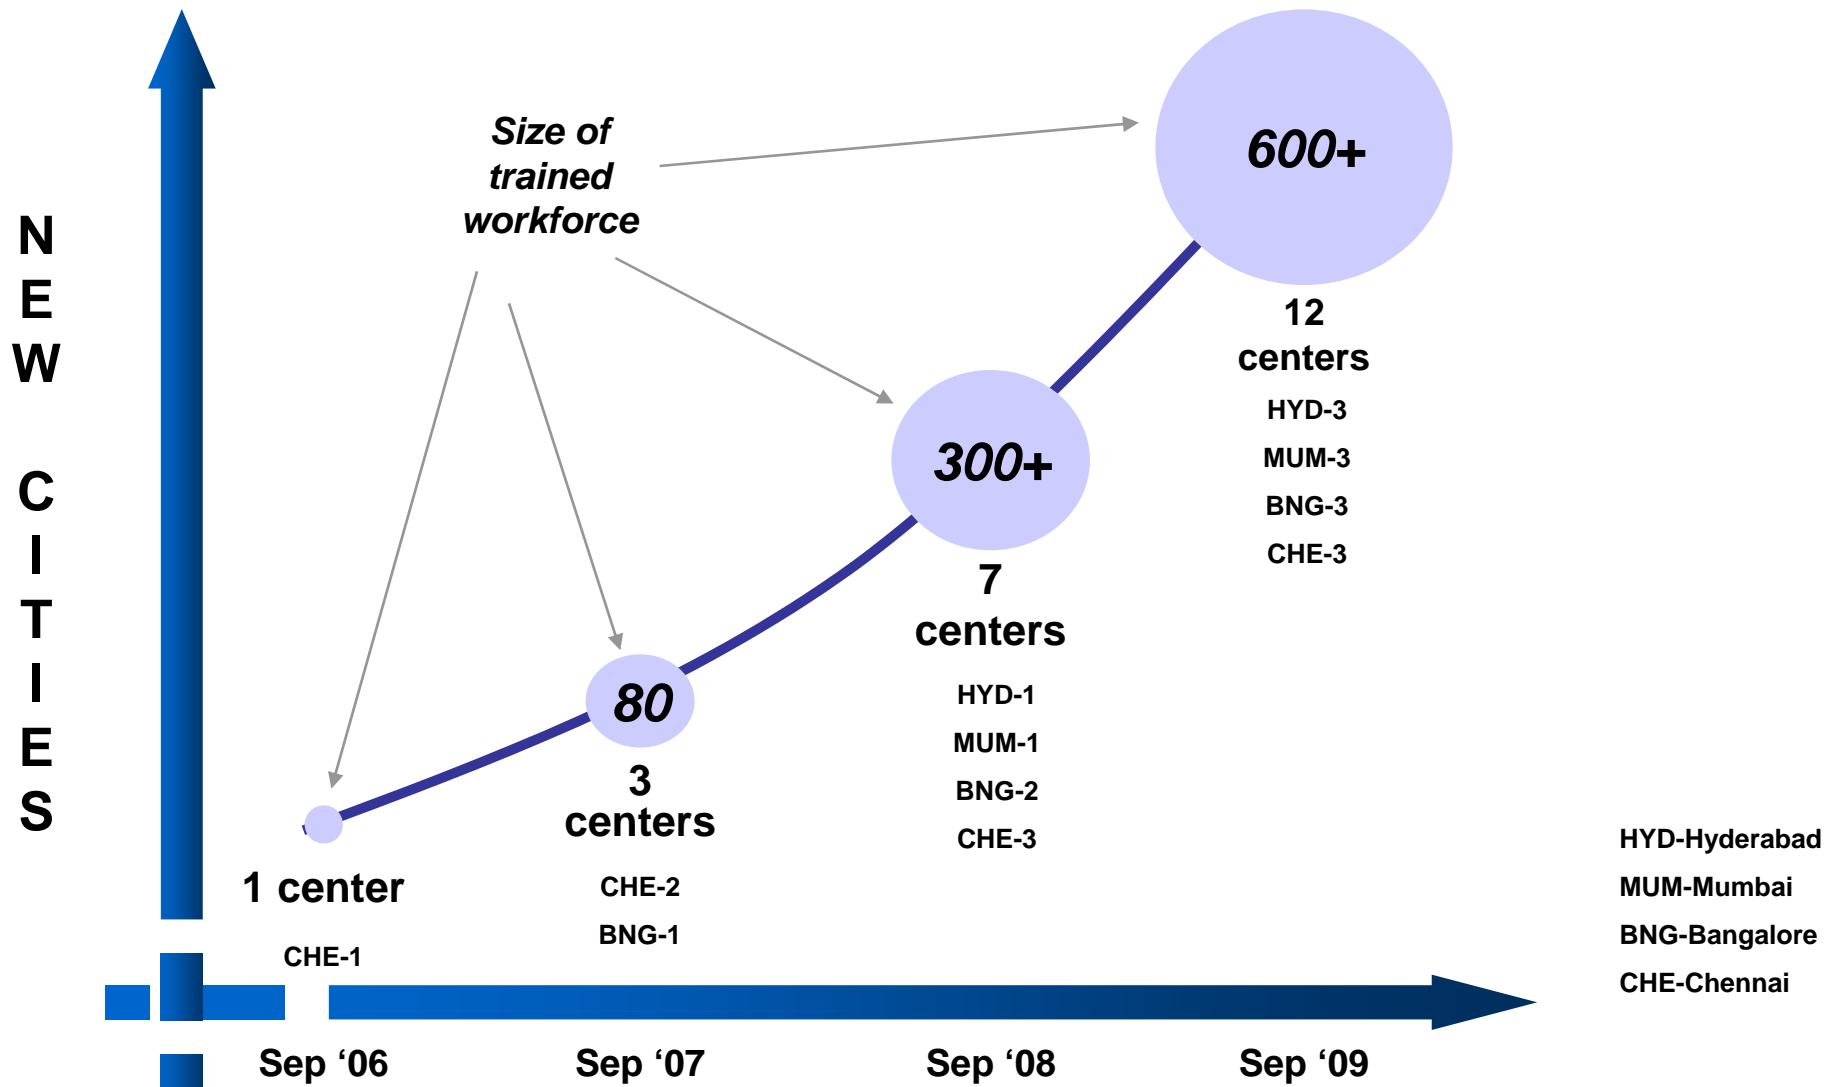 NEW CITIES
Size of
trained
workforce
600+
12
centers
HYD-3
MUM-3
BNG-3
CHE-3
300+
7
centers
HYD-1
MUM-1
BNG-2
CHE-3
80
3
centers
CHE-2
BNG-1
1 center
CHE-1
HYD-Hyderabad
MUM-Mumbai
BNG-Bangalore
CHE-Chennai
Sep ‘06
Sep ‘07
Sep ‘08
Sep ‘09